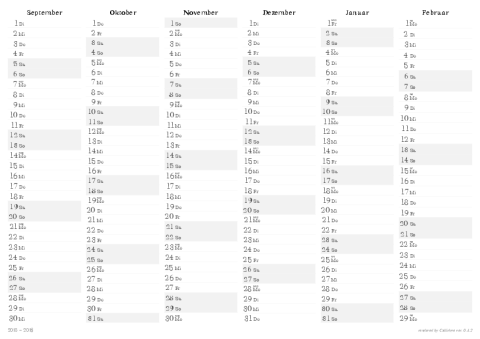 September
1 Di
2 Mi
3 Do
4 Fr
5 Sa
6 So
7 Mo
8 Di
9 Mi
10 Do
11 Fr
12 Sa
13 So
14 Mo
15 Di
16 Mi
17 Do
18 Fr
19 Sa
20 So
21 Mo
22 Di
23 Mi
24 Do
25 Fr
26 Sa
27 So
28 Mo
29 Di
30 Mi
Oktober
1 Do
2 Fr
3 Sa
4 So
5 Mo
6 Di
7 Mi
8 Do
9 Fr
10 Sa
11 So
12 Mo
13 Di
14 Mi
15 Do
16 Fr
17 Sa
18 So
19 Mo
20 Di
21 Mi
22 Do
23 Fr
24 Sa
25 So
26 Mo
27 Di
28 Mi
29 Do
30 Fr
31 Sa
November
1 So
2 Mo
3 Di
4 Mi
5 Do
6 Fr
7 Sa
8 So
9 Mo
10 Di
11 Mi
12 Do
13 Fr
14 Sa
15 So
16 Mo
17 Di
18 Mi
19 Do
20 Fr
21 Sa
22 So
23 Mo
24 Di
25 Mi
26 Do
27 Fr
28 Sa
29 So
30 Mo
Dezember
1 Di
2 Mi
3 Do
4 Fr
5 Sa
6 So
7 Mo
8 Di
9 Mi
10 Do
11 Fr
12 Sa
13 So
14 Mo
15 Di
16 Mi
17 Do
18 Fr
19 Sa
20 So
21 Mo
22 Di
23 Mi
24 Do
25 Fr
26 Sa
27 So
28 Mo
29 Di
30 Mi
31 Do
Januar
1 Fr
2 Sa
3 So
4 Mo
5 Di
6 Mi
7 Do
8 Fr
9 Sa
10 So
11 Mo
12 Di
13 Mi
14 Do
15 Fr
16 Sa
17 So
18 Mo
19 Di
20 Mi
21 Do
22 Fr
23 Sa
24 So
25 Mo
26 Di
27 Mi
28 Do
29 Fr
30 Sa
31 So
Februar
1 Mo
2 Di
3 Mi
4 Do
5 Fr
6 Sa
7 So
8 Mo
9 Di
10 Mi
11 Do
12 Fr
13 Sa
14 So
15 Mo
16 Di
17 Mi
18 Do
19 Fr
20 Sa
21 So
22 Mo
23 Di
24 Mi
25 Do
26 Fr
27 Sa
28 So
29 Mo
2015 – 2016